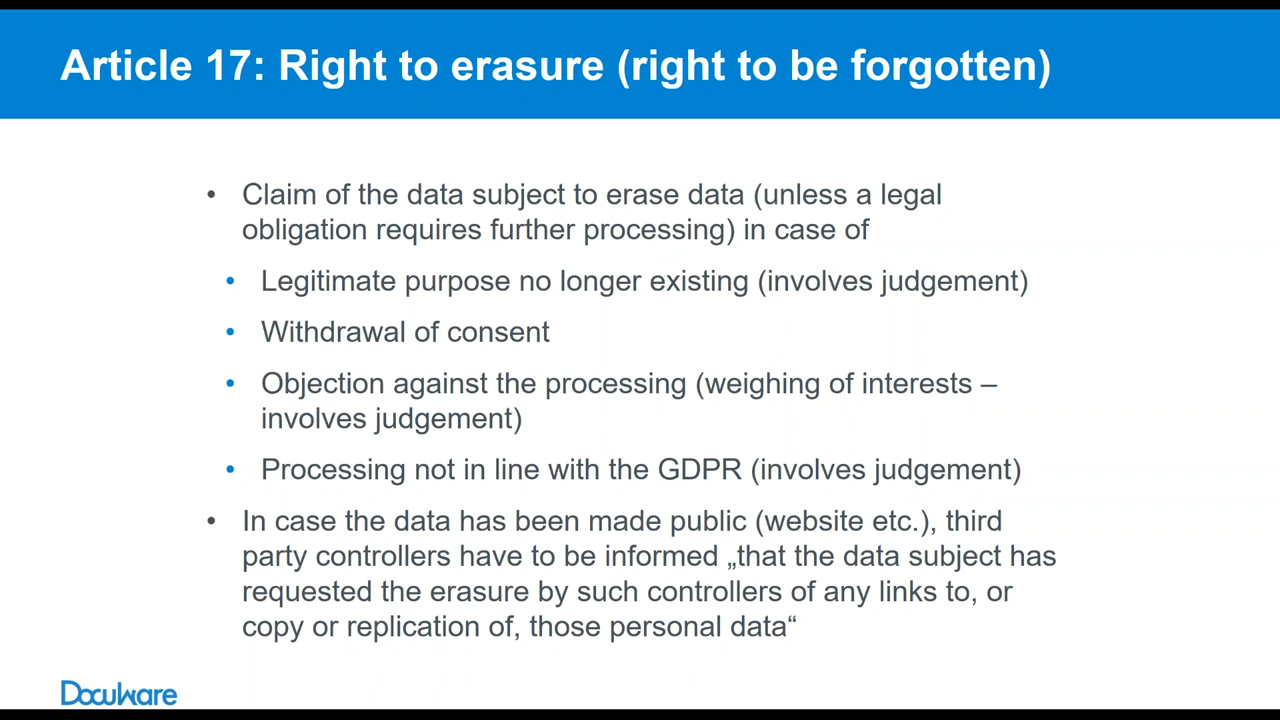 Article 17: Right to erasure (right to be forgotten)
• Claim of the data subject to erase data (unless a legal
obligation requires further processing) in case of
• Legitimate purpose no longer existing (involves judgement)
• Withdrawal of consent
• Objection against the processing (weighing of interests –
involves judgement)
• Processing not in line with the GDPR (involves judgement)
• In case the data has been made public (website etc.), third
party controllers have to be informed „that the data subject has
requested the erasure by such controllers of any links to, or
copy or replication of, those personal data“
DocuWare